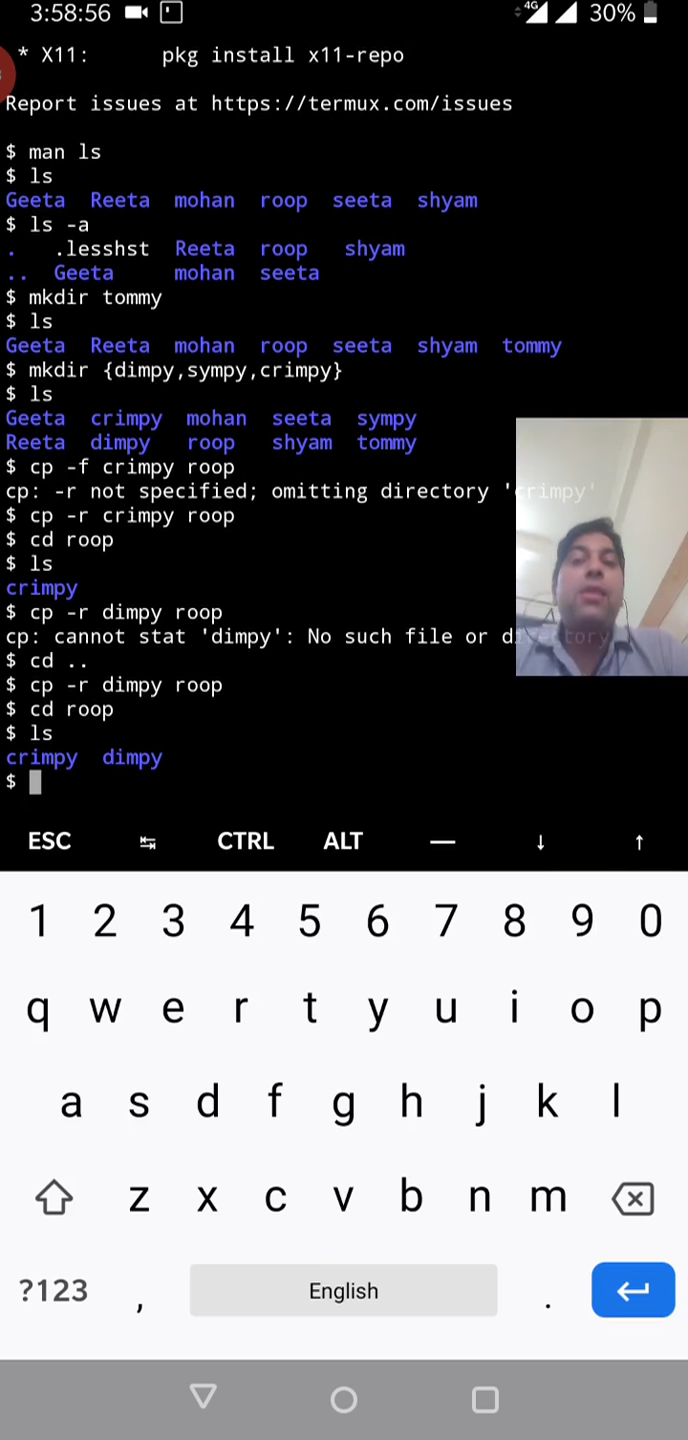 3:58:56 4G 30%
* X11: pkg install x11-repo
Report issues at https://termux.com/issues
$ man ls
$ ls
Geeta Reeta mohan roop seeta shyam
$ ls -a
. .lesshst Reeta roop shyam
.. Geeta mohan seeta
$ mkdir tommy
$ ls
Geeta Reeta mohan roop seeta shyam tommy
$ mkdir {dimpy,sympy,crimpy}
$ ls
Geeta crimpy mohan seeta sympy
Reeta dimpy roop shyam tommy
$ cp -f crimpy roop
cp: -r not specified; omitting directory 'crimpy'
$ cp -r crimpy roop
$ cd roop
$ ls
crimpy
$ cp -r dimpy roop
cp: cannot stat 'dimpy': No such file or directory
$ cd ..
$ cp -r dimpy roop
$ cd roop
$ ls
crimpy dimpy
$
ESC ↹ CTRL ALT — ↓ ↑
1 2 3 4 5 6 7 8 9 0
q w e r t y u i o p
a s d f g h j k l
z x c v b n m
?123 , English .